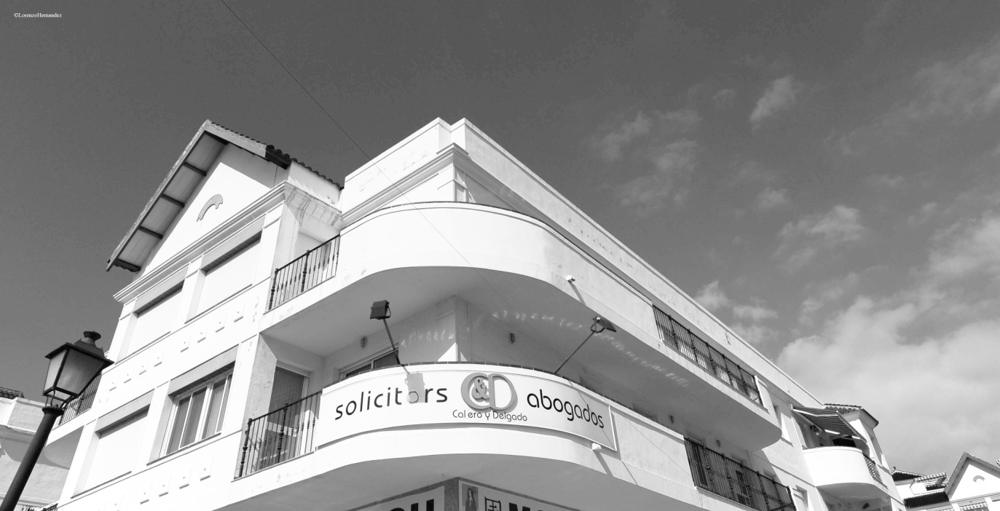 ©LorenzoHernandez
solicitors C&D abogados
Calero y Delgado